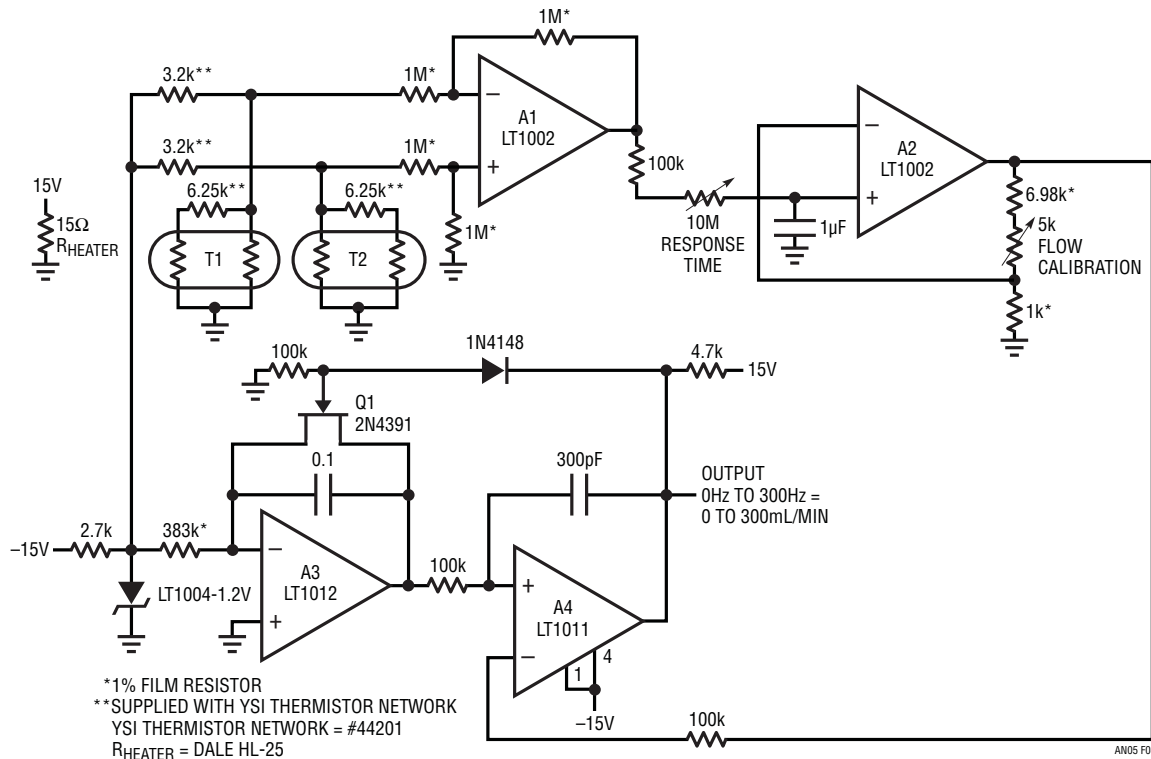 1M*
3.2k**
1M*
−
A1
LT1002
+
3.2k**
1M*
100k
−
A2
LT1002
+
6.98k*
15V
15Ω
RHEATER
6.25k**
6.25k**
T1
T2
1M*
10M
RESPONSE
TIME
1µF
5k
FLOW
CALIBRATION
1k*
1N4148
100k
4.7k
15V
Q1
2N4391
0.1
300pF
OUTPUT
0Hz TO 300Hz =
0 TO 300mL/MIN
–15V
2.7k
383k*
−
A3
LT1012
+
100k
+
A4
LT1011
−
LT1004-1.2V
1
4
–15V
100k
*1% FILM RESISTOR
**SUPPLIED WITH YSI THERMISTOR NETWORK
YSI THERMISTOR NETWORK = #44201
RHEATER = DALE HL-25
AN05 F0